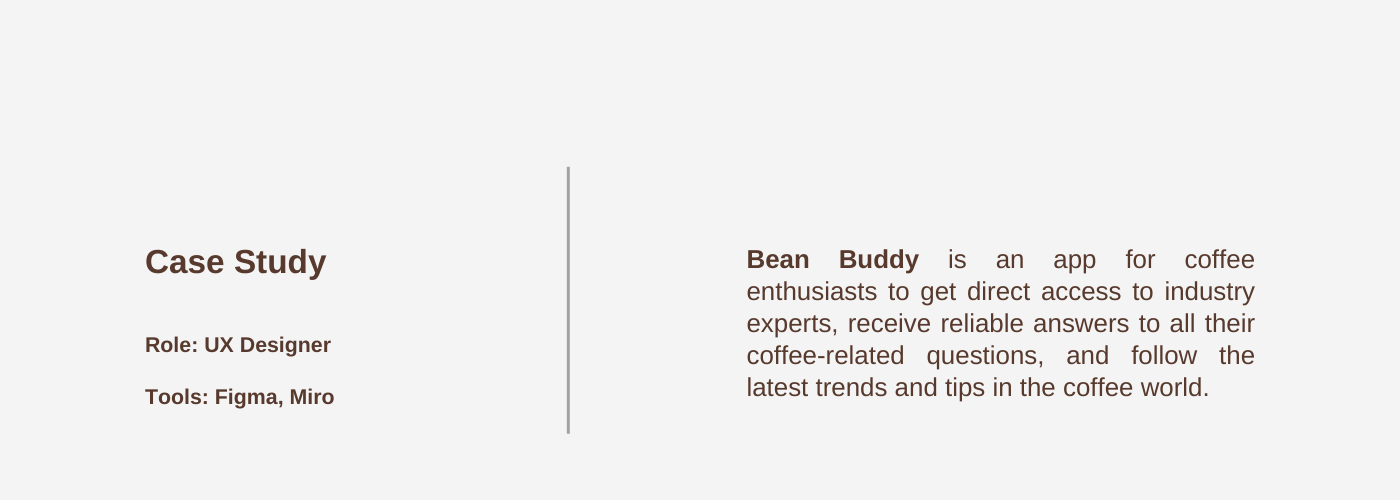 Case Study
Role: UX Designer
Tools: Figma, Miro
Bean Buddy is an app for coffee
enthusiasts to get direct access to industry
experts, receive reliable answers to all their
coffee-related questions, and follow the
latest trends and tips in the coffee world.